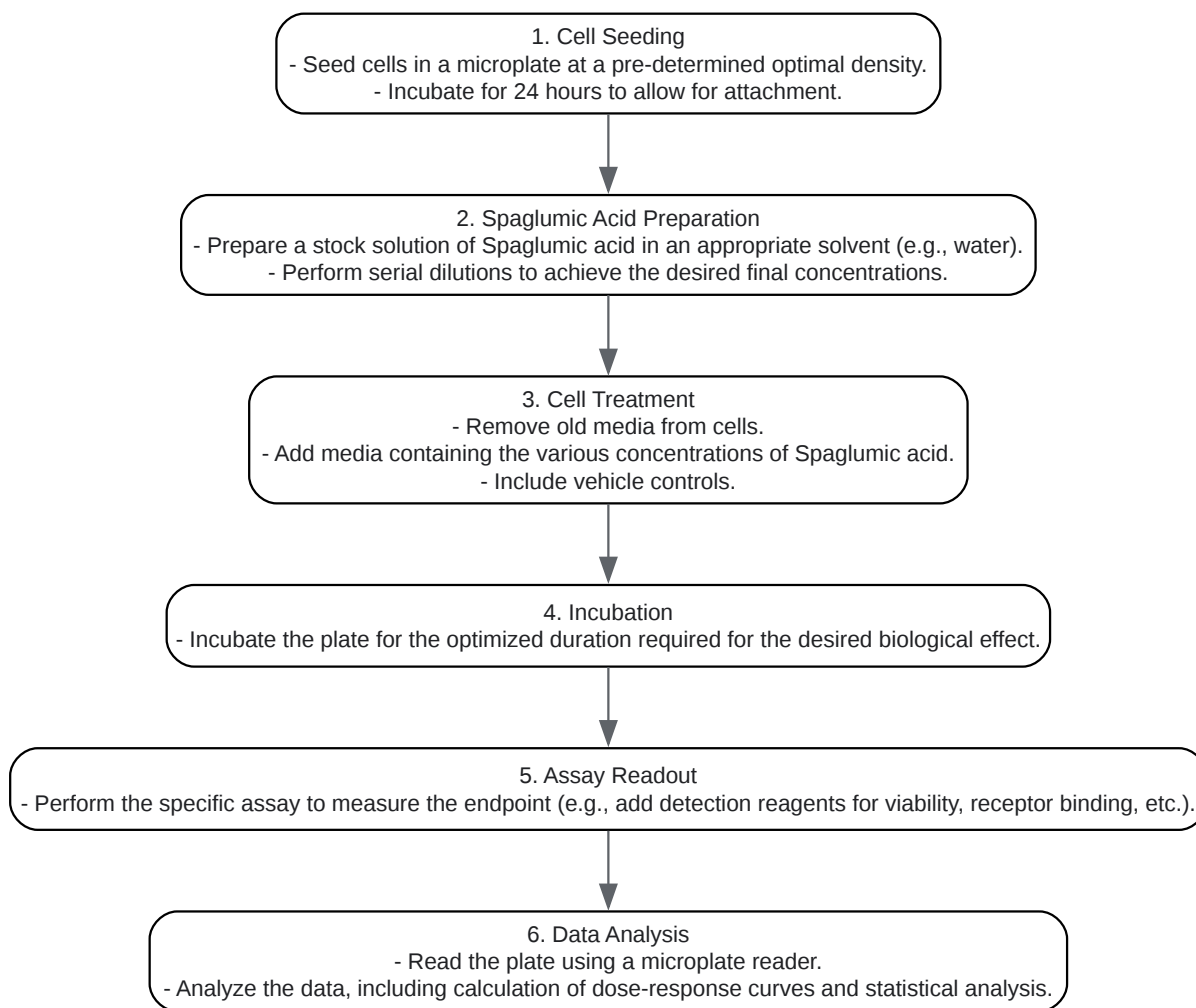 1. Cell Seeding
- Seed cells in a microplate at a pre-determined optimal density.
- Incubate for 24 hours to allow for attachment.
2. Spaglumic Acid Preparation
- Prepare a stock solution of Spaglumic acid in an appropriate solvent (e.g., water).
- Perform serial dilutions to achieve the desired final concentrations.
3. Cell Treatment
- Remove old media from cells.
- Add media containing the various concentrations of Spaglumic acid.
- Include vehicle controls.
4. Incubation
- Incubate the plate for the optimized duration required for the desired biological effect.
5. Assay Readout
- Perform the specific assay to measure the endpoint (e.g., add detection reagents for viability, receptor binding, etc.).
6. Data Analysis
- Read the plate using a microplate reader.
- Analyze the data, including calculation of dose-response curves and statistical analysis.